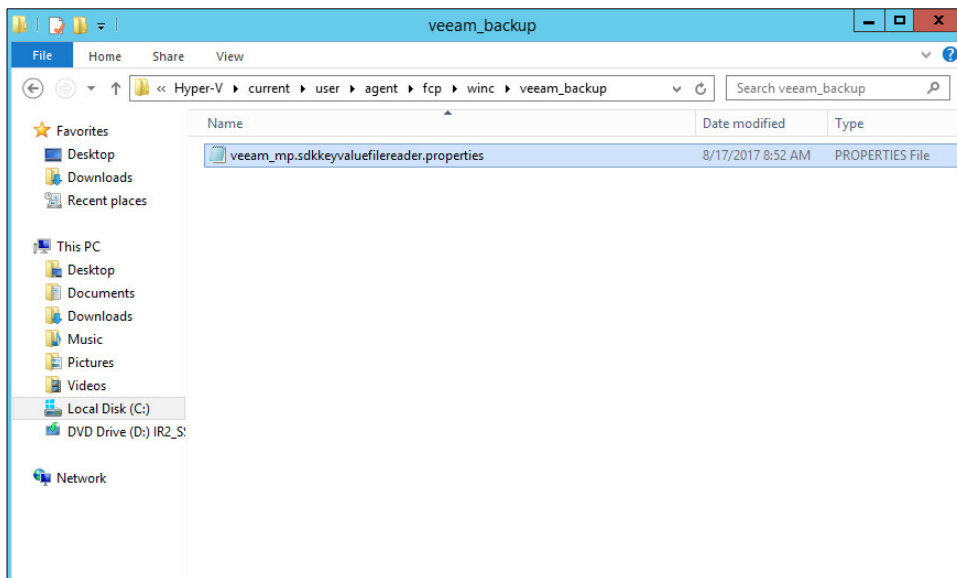 veeam_backup
File Home Share View
« Hyper-V ▸ current ▸ user ▸ agent ▸ fcp ▸ winc ▸ veeam_backup Search veeam_backup
Name Date modified Type
veeam_mp.sdkkeyvaluefilereader.properties 8/17/2017 8:52 AM PROPERTIES File
Favorites
Desktop
Downloads
Recent places
This PC
Desktop
Documents
Downloads
Music
Pictures
Videos
Local Disk (C:)
DVD Drive (D:) IR2_S
Network